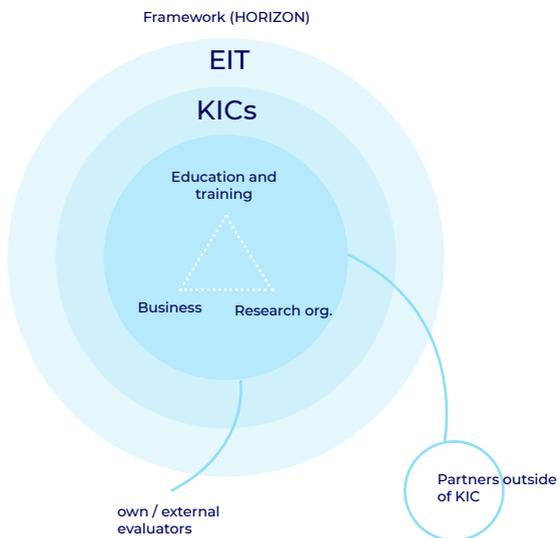 Framework (HORIZON)
EIT
KICs
Education and
training
Business
Research org.
Partners outside
of KIC
own / external
evaluators